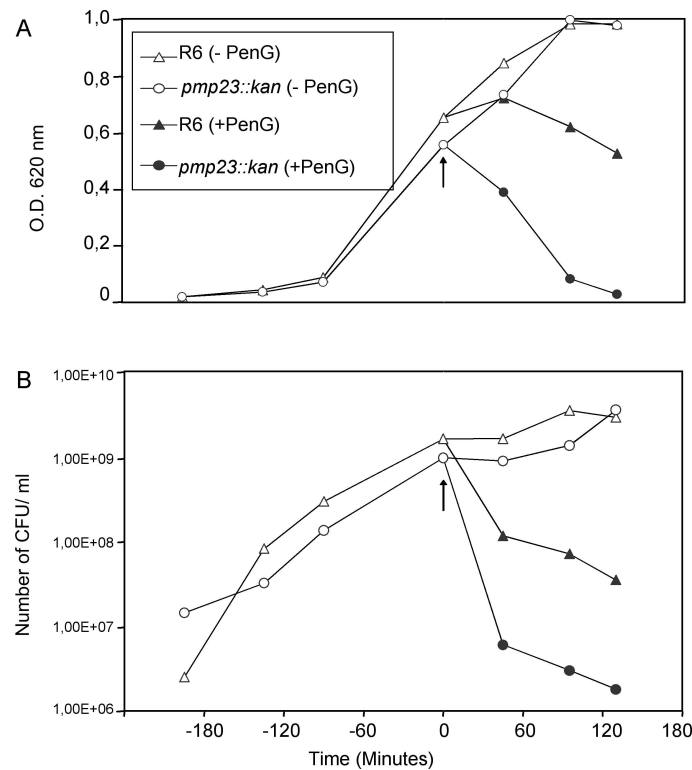 A
1,0
0,8
0,6
0,4
0,2
0
O.D. 620 nm
R6 (- PenG)
pmp23::kan (- PenG)
R6 (+PenG)
pmp23::kan (+PenG)
B
1,00E+10
1,00E+09
1,00E+08
1,00E+07
1,00E+06
Number of CFU/ ml
-180 -120 -60 0 60 120 180
Time (Minutes)